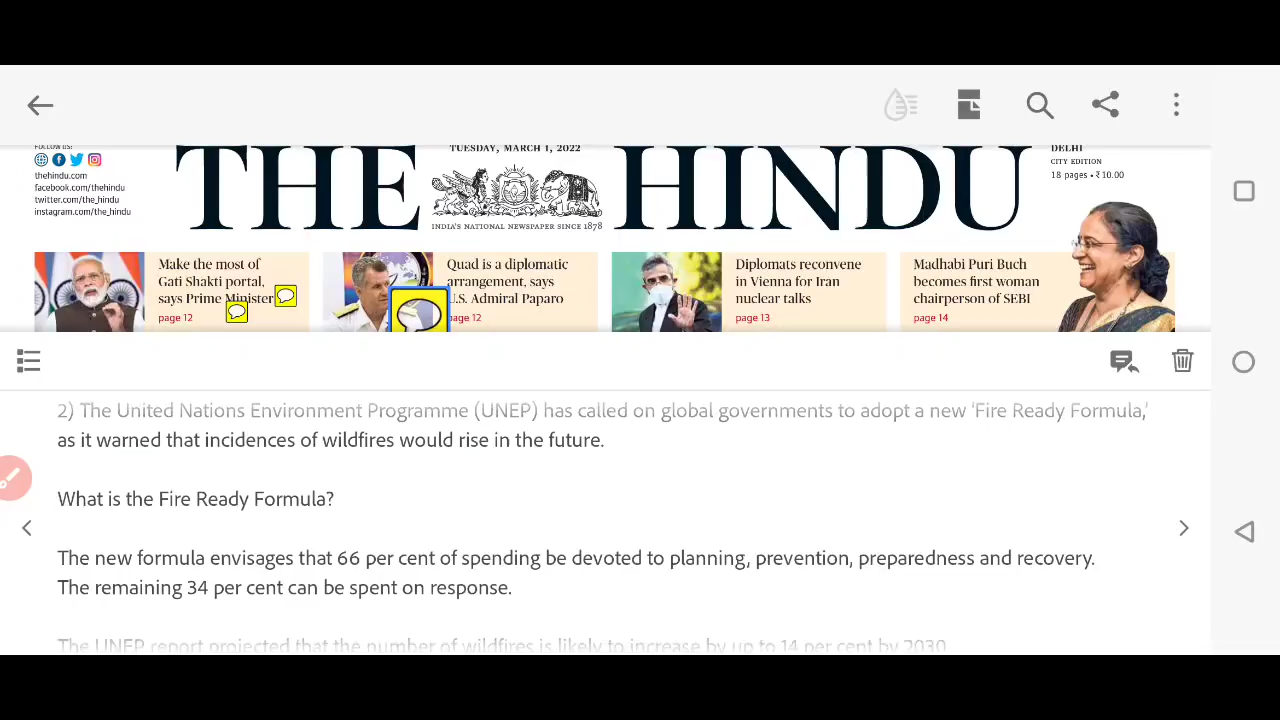 FOLLOW US:
thehindu.com
facebook.com/thehindu
twitter.com/the_hindu
instagram.com/the_hindu
THE HINDU
TUESDAY, MARCH 1, 2022
INDIA'S NATIONAL NEWSPAPER SINCE 1878
DELHI
CITY EDITION
18 pages • ₹10.00
Make the most of
Gati Shakti portal,
says Prime Minister
page 12
Quad is a diplomatic
arrangement, says
U.S. Admiral Paparo
page 12
Diplomats reconvene
in Vienna for Iran
nuclear talks
page 13
Madhabi Puri Buch
becomes first woman
chairperson of SEBI
page 14
2) The United Nations Environment Programme (UNEP) has called on global governments to adopt a new ‘Fire Ready Formula,’
as it warned that incidences of wildfires would rise in the future.
What is the Fire Ready Formula?
The new formula envisages that 66 per cent of spending be devoted to planning, prevention, preparedness and recovery.
The remaining 34 per cent can be spent on response.
The UNEP report projected that the number of wildfires is likely to increase by up to 14 per cent by 2030